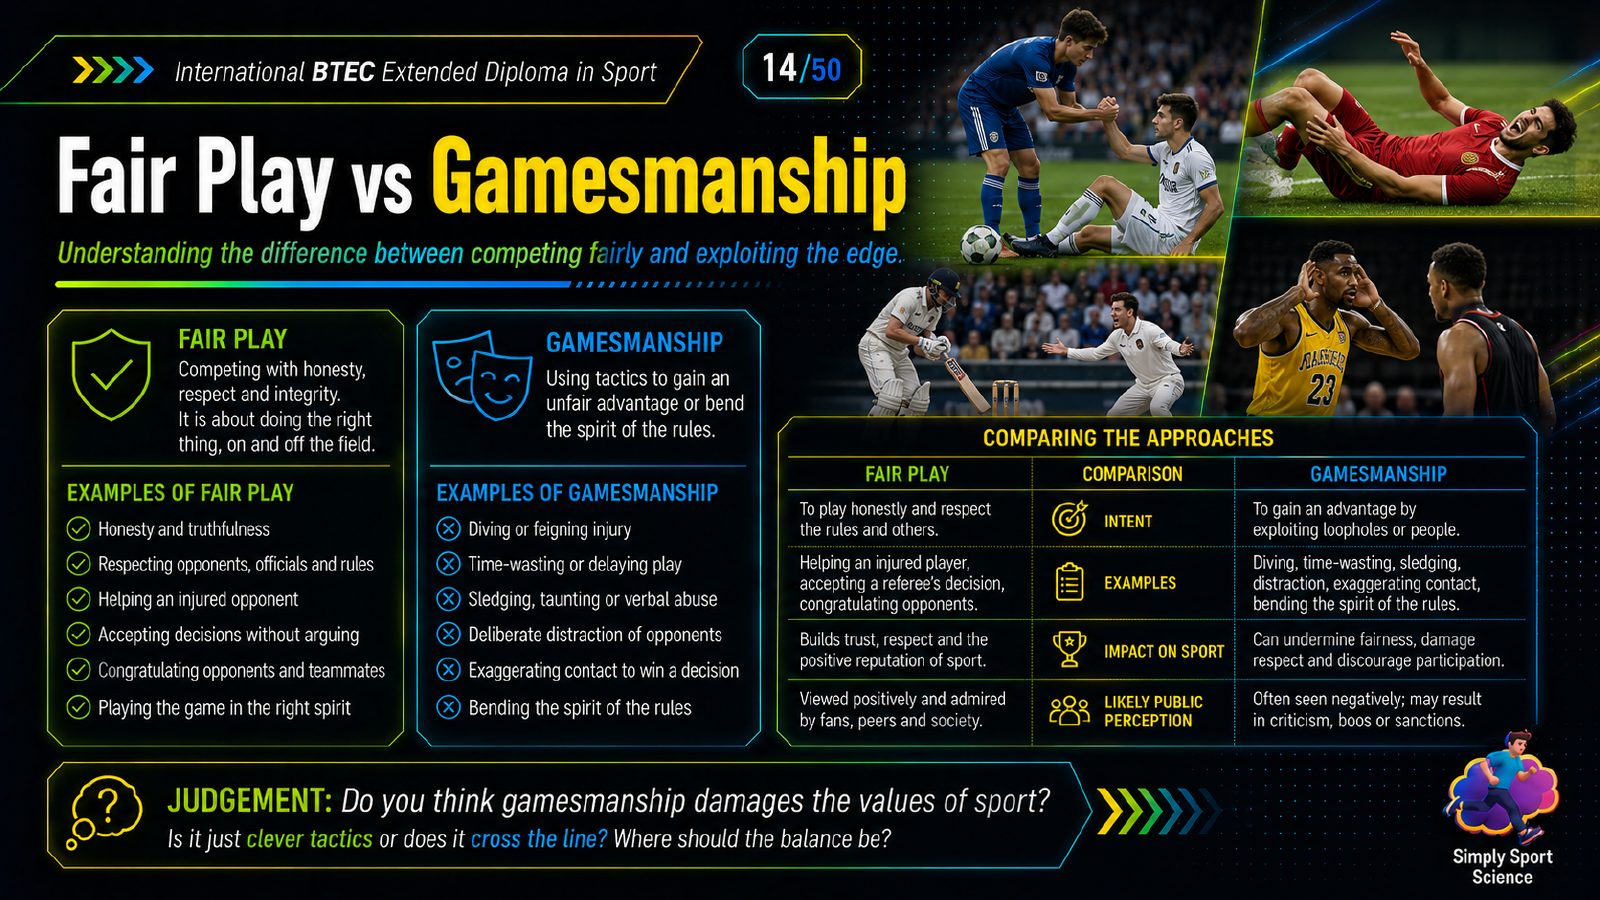 International BTEC Extended Diploma in Sport
14/50
Fair Play vs Gamesmanship
Understanding the difference between competing fairly and exploiting the edge.
FAIR PLAY
Competing with honesty,
respect and integrity.
It is about doing the right
thing, on and off the field.
EXAMPLES OF FAIR PLAY
Honesty and truthfulness
Respecting opponents, officials and rules
Helping an injured opponent
Accepting decisions without arguing
Congratulating opponents and teammates
Playing the game in the right spirit
GAMESMANSHIP
Using tactics to gain an
unfair advantage or bend
the spirit of the rules.
EXAMPLES OF GAMESMANSHIP
Diving or feigning injury
Time-wasting or delaying play
Sledging, taunting or verbal abuse
Deliberate distraction of opponents
Exaggerating contact to win a decision
Bending the spirit of the rules
23
COMPARING THE APPROACHES
FAIR PLAY
COMPARISON
GAMESMANSHIP
To play honestly and respect
the rules and others.
INTENT
To gain an advantage by
exploiting loopholes or people.
Helping an injured player,
accepting a referee's decision,
congratulating opponents.
EXAMPLES
Diving, time-wasting, sledging,
distraction, exaggerating contact,
bending the spirit of the rules.
Builds trust, respect and the
positive reputation of sport.
IMPACT ON SPORT
Can undermine fairness, damage
respect and discourage participation.
Viewed positively and admired
by fans, peers and society.
LIKELY PUBLIC
PERCEPTION
Often seen negatively; may result
in criticism, boos or sanctions.
JUDGEMENT: Do you think gamesmanship damages the values of sport?
Is it just clever tactics or does it cross the line? Where should the balance be?
Simply Sport
Science